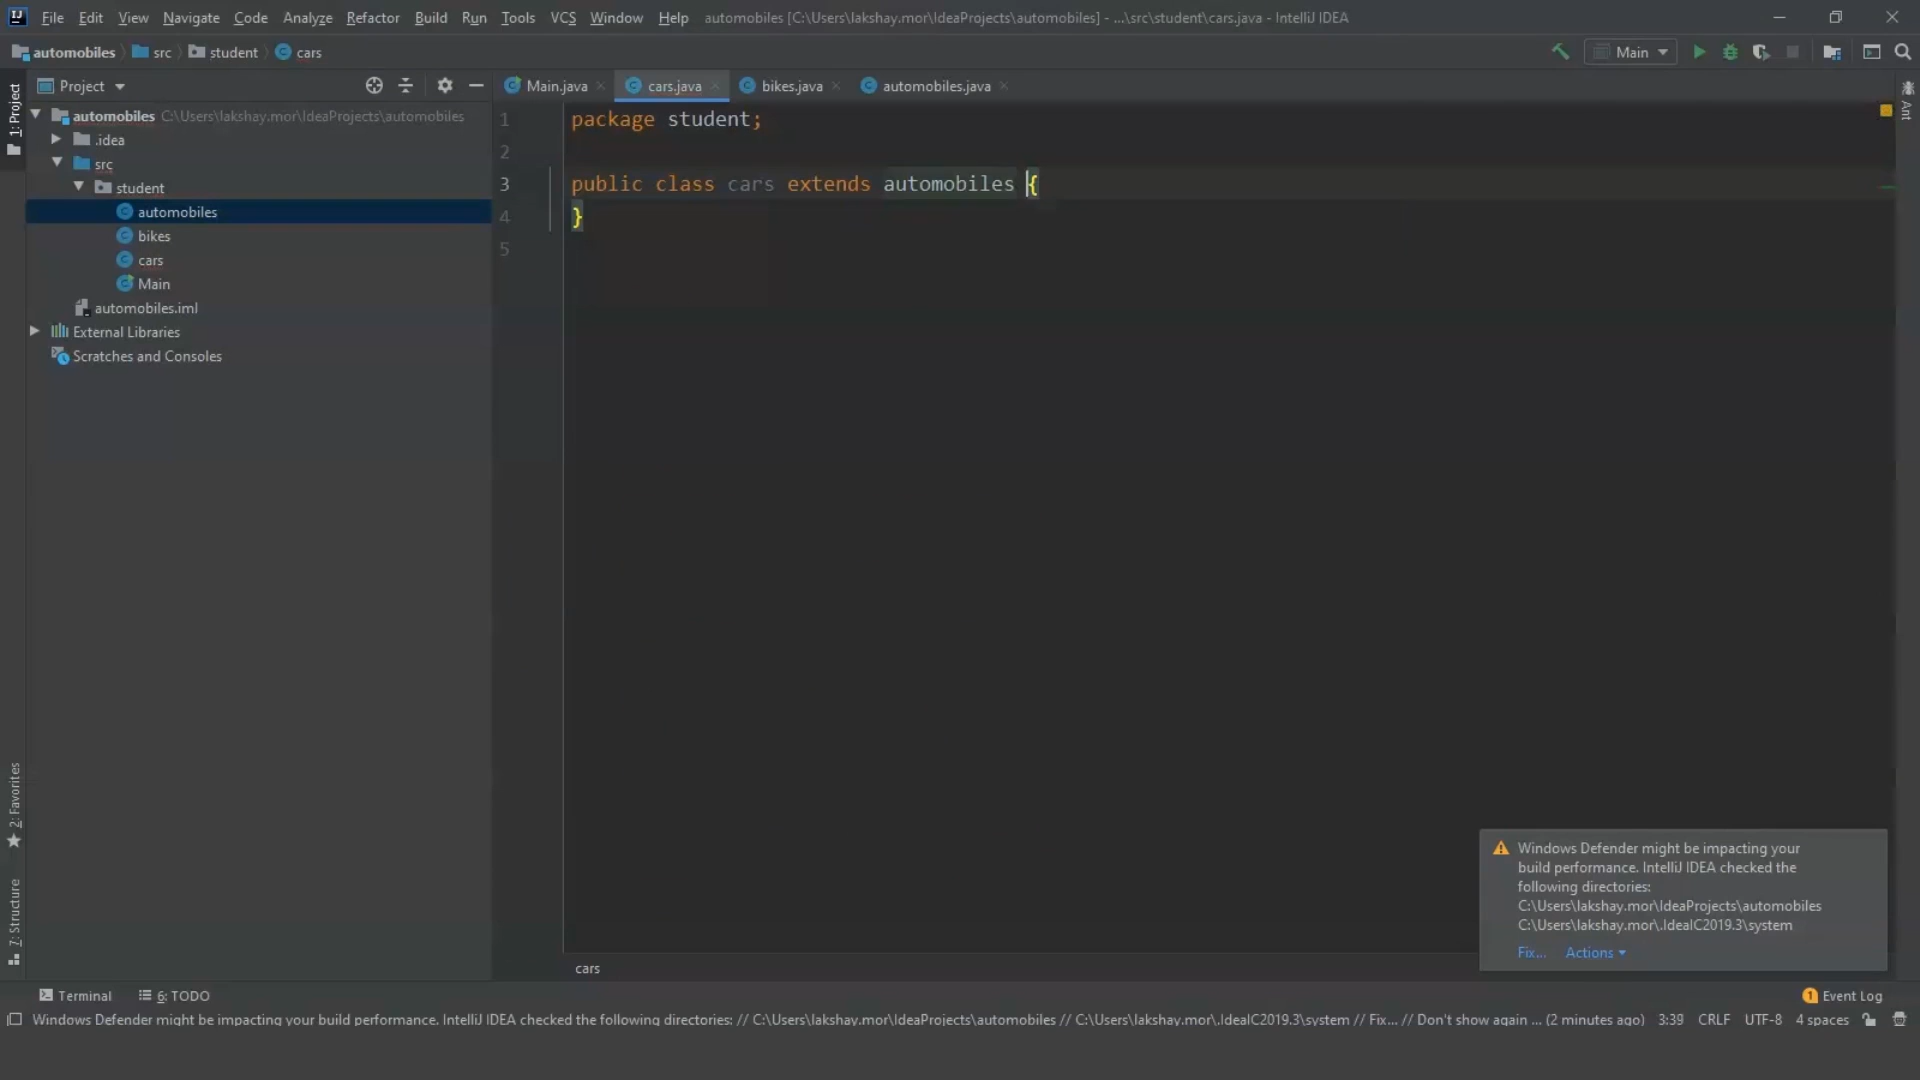 File Edit View Navigate Code Analyze Refactor Build Run Tools VCS Window Help automobiles [C:\Users\lakshay.mor\IdeaProjects\automobiles] - ...\src\student\cars.java - IntelliJ IDEA
automobiles src student cars Main
Project Main.java cars.java bikes.java automobiles.java
1: Project
Ant
automobiles C:\Users\lakshay.mor\IdeaProjects\automobiles
.idea
src
student
automobiles
bikes
cars
Main
automobiles.iml
External Libraries
Scratches and Consoles
1 package student;
2
3 public class cars extends automobiles {
4 }
5
2: Favorites
7: Structure
Windows Defender might be impacting your
build performance. IntelliJ IDEA checked the
following directories:
C:\Users\lakshay.mor\IdeaProjects\automobiles
C:\Users\lakshay.mor\.IdeaIC2019.3\system
Fix... Actions
cars
Terminal 6: TODO 1 Event Log
Windows Defender might be impacting your build performance. IntelliJ IDEA checked the following directories: // C:\Users\lakshay.mor\IdeaProjects\automobiles // C:\Users\lakshay.mor\.IdeaIC2019.3\system // Fix... // Don't show again ... (2 minutes ago) 3:39 CRLF UTF-8 4 spaces